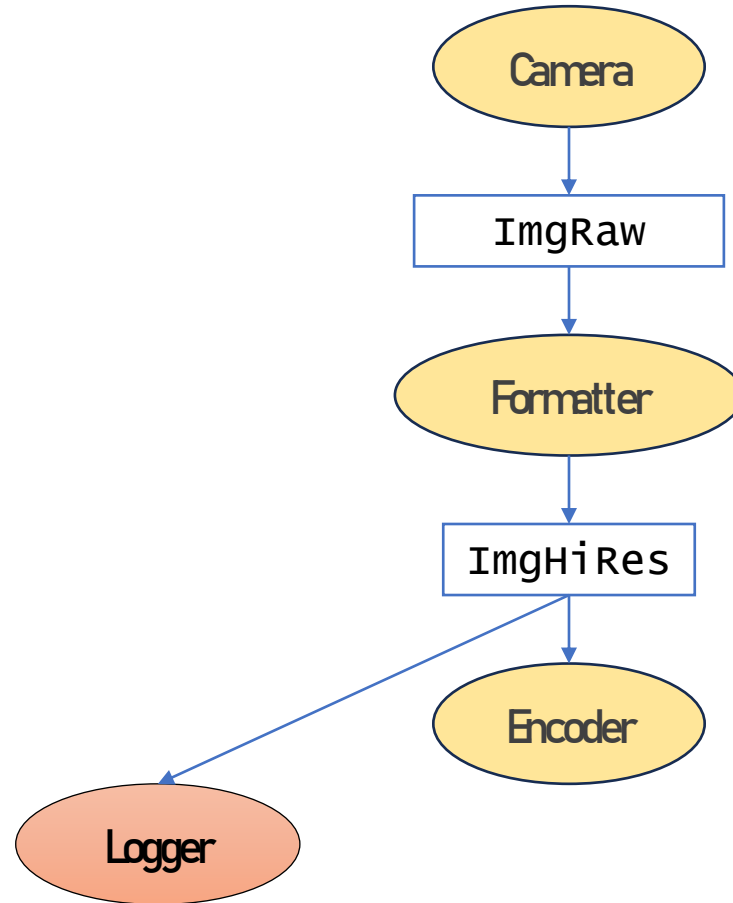 Camera
ImgRaw
Formatter
ImgHiRes
Encoder
Logger